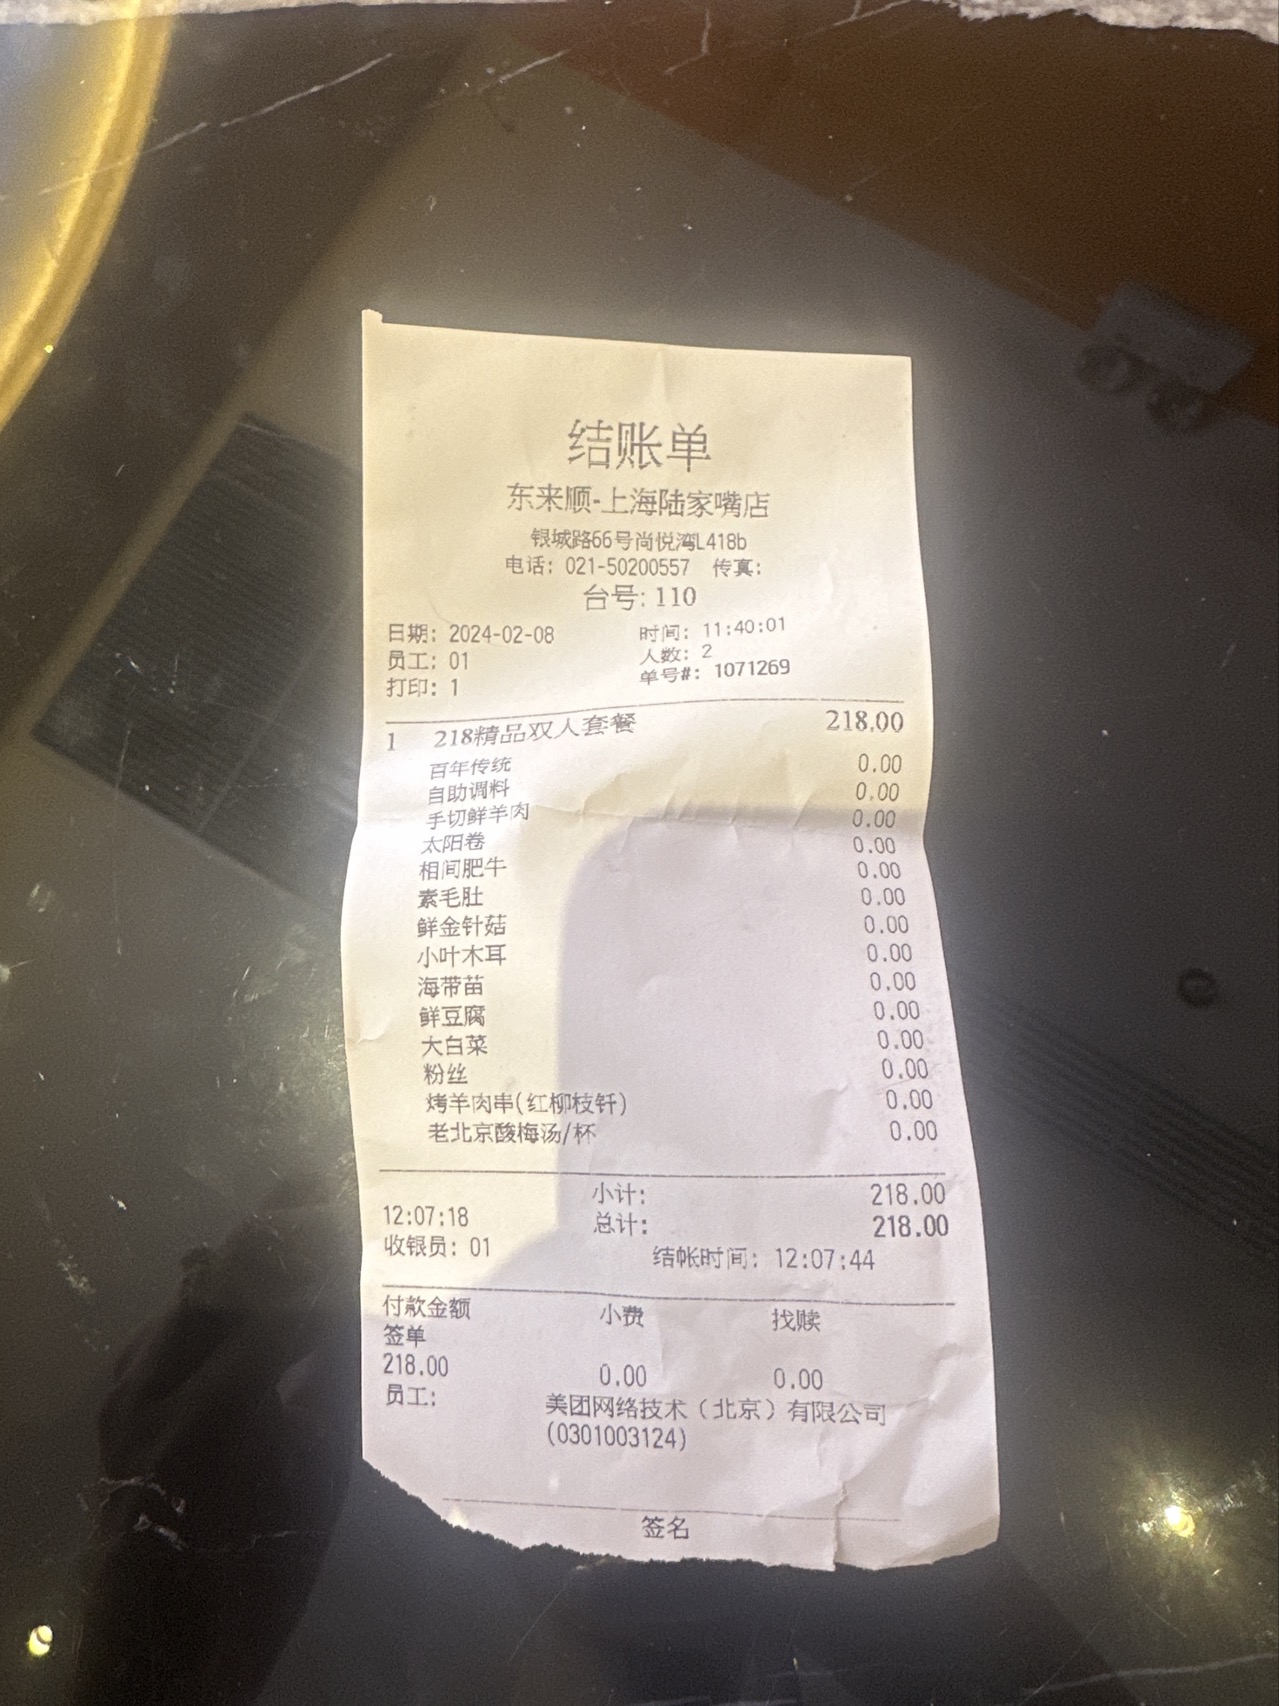 结账单
东来顺-上海陆家嘴店
银城路66号尚悦湾L418b
电话: 021-50200557 传真:
台号: 110
日期: 2024-02-08 时间: 11:40:01
员工: 01 人数: 2
打印: 1 单号#: 1071269
1 218精品双人套餐 218.00
百年传统 0.00
自助调料 0.00
手切鲜羊肉 0.00
太阳卷 0.00
相间肥牛 0.00
素毛肚 0.00
鲜金针菇 0.00
小叶木耳 0.00
海带苗 0.00
鲜豆腐 0.00
大白菜 0.00
粉丝 0.00
烤羊肉串(红柳枝钎) 0.00
老北京酸梅汤/杯 0.00
小计: 218.00
12:07:18 总计: 218.00
收银员: 01 结帐时间: 12:07:44
付款金额 小费 找赎
签单
218.00 0.00 0.00
员工: 美团网络技术（北京）有限公司
(0301003124)
签名